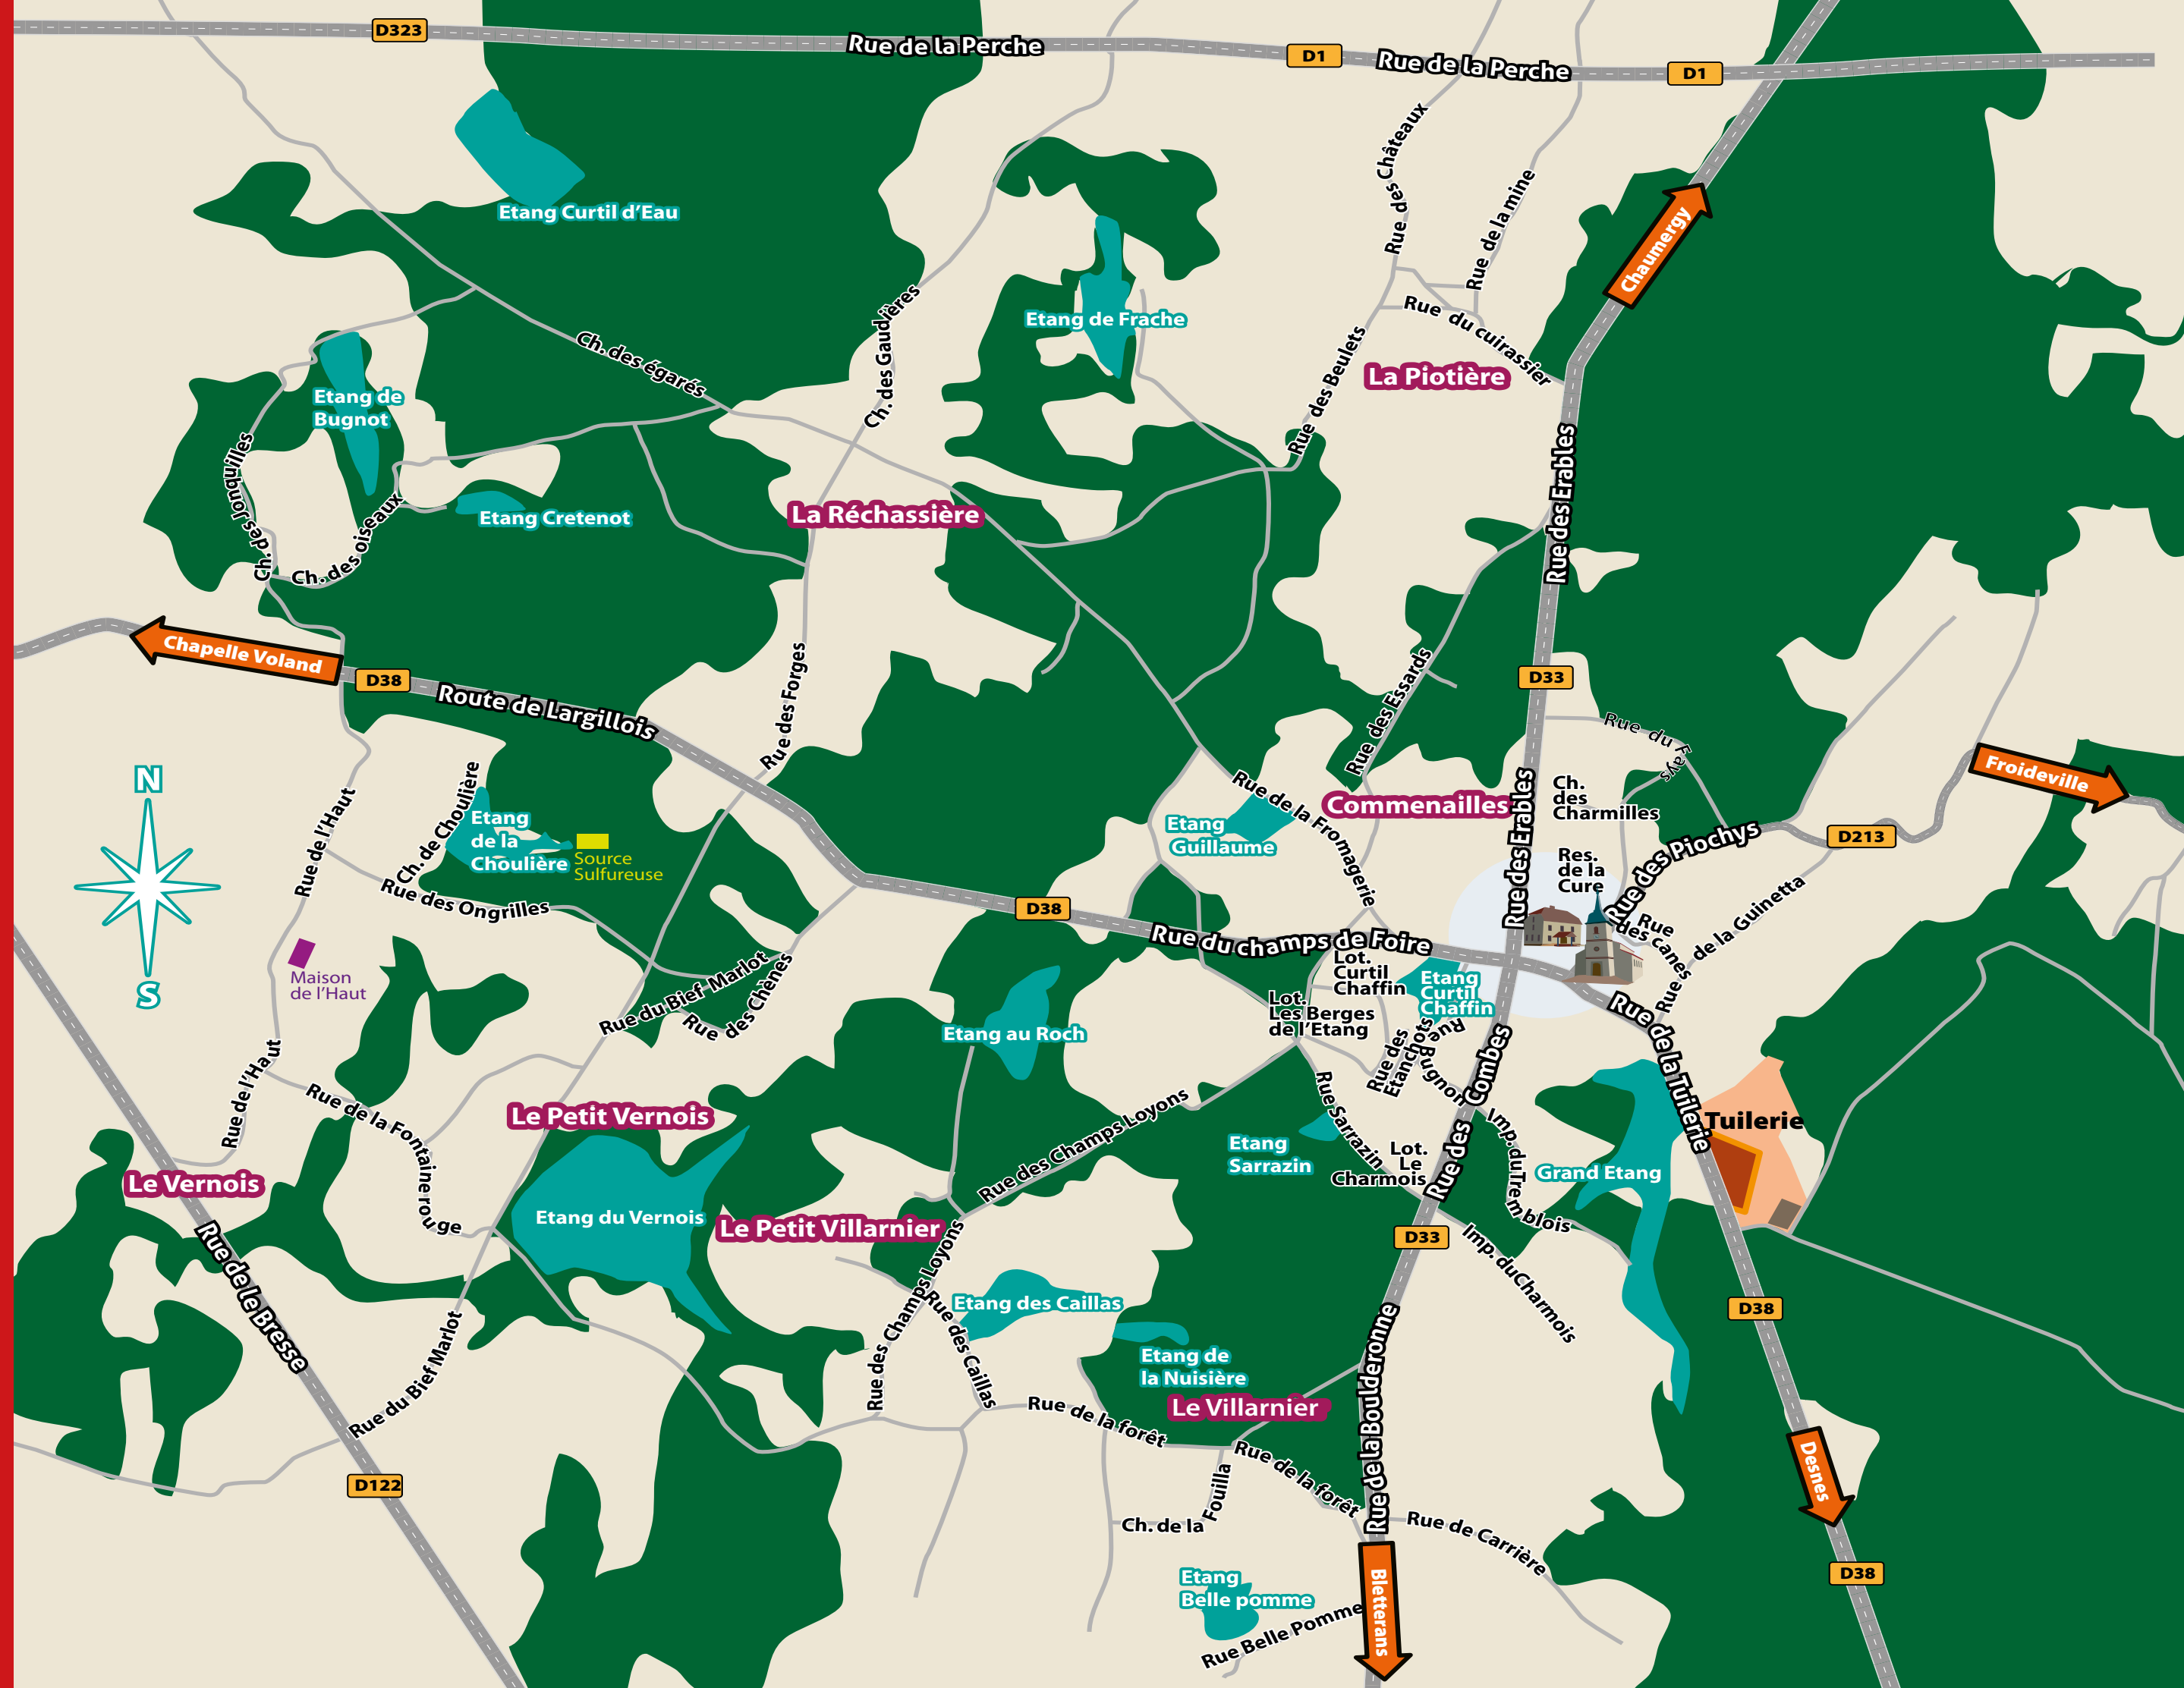 D323
Rue de la Perche
D1
Rue de la Perche
D1
Rue des Châteaux
Rue de la mine
Chaumergy
Etang Curtil d'Eau
Ch. des Gaudières
Etang de Frache
Rue du cuirassier
Ch. des égarés
Rue des Beulets
La Piotière
Etang de
Bugnot
Ch. des Jonquilles
Ch. des oiseaux
Etang Cretenot
La Réchassière
Rue des Erables
Chapelle Voland
D38
Route de Largillois
Rue des Forges
Rue des Essards
D33
Rue du Fays
Froideville
N
S
Rue de l'Haut
Ch. de Choulière
Etang
de la
Choulière
Source
Sulfureuse
Rue des Ongrilles
Rue de la Fromagerie
Etang
Guillaume
Commenailles
Rue des Erables
Ch.
des
Charmilles
Rue des Piochys
D213
Res.
de la
Cure
Rue
des canes
Rue de la Guinetta
Maison
de l'Haut
D38
Rue du champs de Foire
Lot.
Curtil
Chaffin
Etang
Curtil
Chaffin
Lot.
Les Berges
de l'Etang
Rue du Bief Marlot
Rue des Chènes
Etang au Roch
Rue des
Etanchots
Rue Bugnon
Rue des Combes
Rue de la Tuilerie
Rue de l'Haut
Rue de la Fontaine rouge
Le Petit Vernois
Rue des Champs Loyons
Rue Sarrazin
Etang
Sarrazin
Lot.
Le
Charmois
Imp. du Tremblois
Grand Etang
Tuilerie
Le Vernois
Etang du Vernois
Le Petit Villarnier
Rue des Champs Loyons
D33
Imp. du Charmois
Rue de le Bresse
Rue du Bief Marlot
Etang des Caillas
Rue des Caillas
Etang de
la Nuisière
Le Villarnier
Rue de la Boulderonne
D38
D122
Rue de la forêt
Rue de la forêt
Ch. de la Fouilla
Rue de Carrière
Desnes
D38
Etang
Belle pomme
Rue Belle Pomme
Bletterans